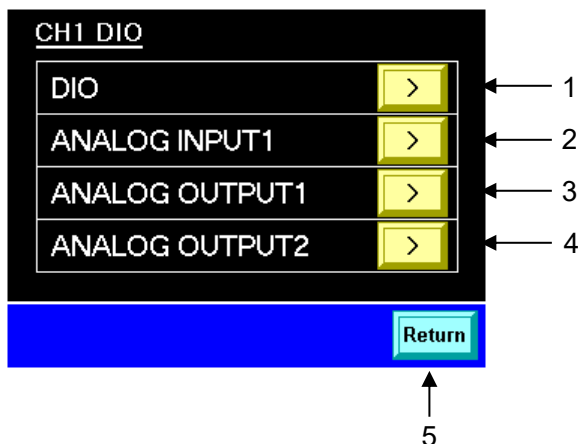 CH1 DIO
DIO > 1
ANALOG INPUT1 > 2
ANALOG OUTPUT1 > 3
ANALOG OUTPUT2 > 4
Return
5